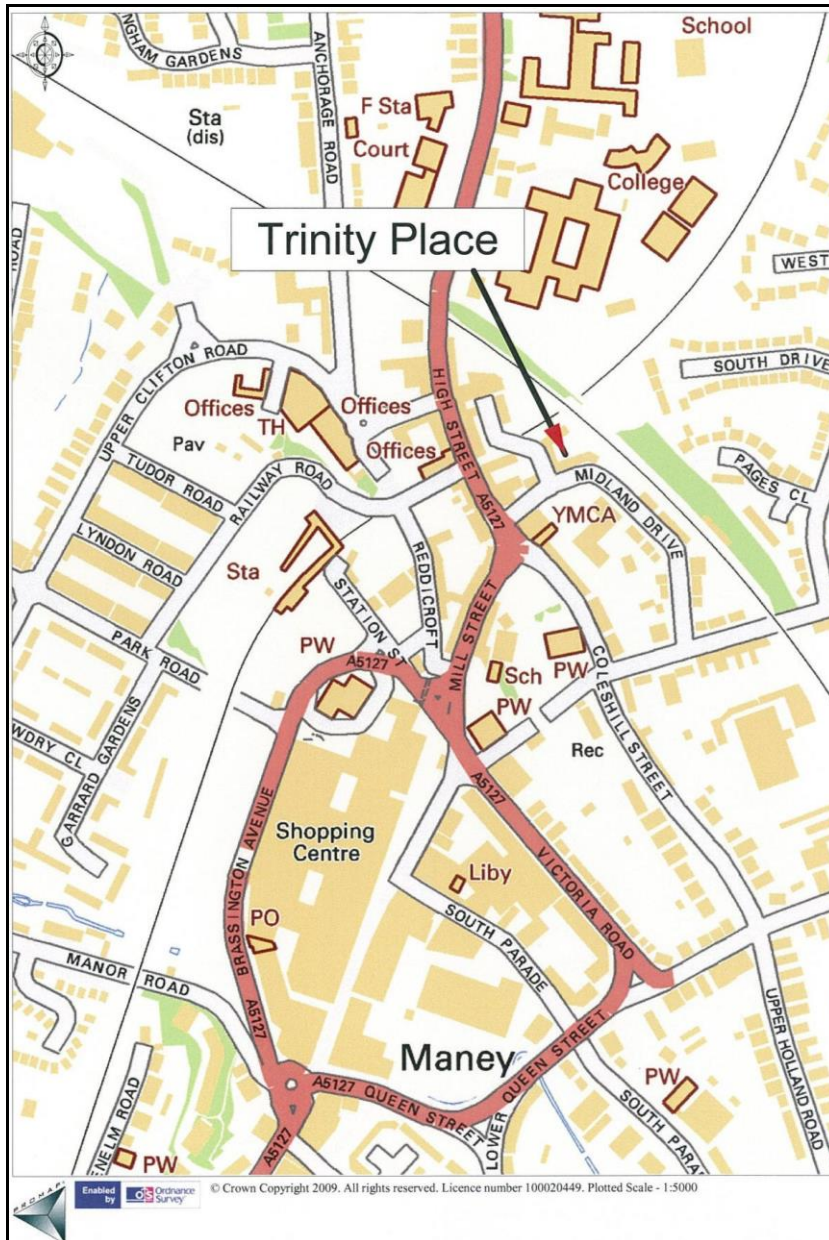 NGHAM GARDENS
ANCHORAGE ROAD
School
Sta
(dis)
F Sta
Court
College
Trinity Place
WEST
ROAD
SOUTH DRIVE
UPPER CLIFTON ROAD
HIGH STREET
A5127
Offices
TH
Offices
Offices
Pav
TUDOR ROAD
RAILWAY ROAD
MIDLAND DRIVE
PAGES CL
YMCA
LYNDON ROAD
REDDICROFT
Sta
STATION ST
PARK ROAD
PW
A5127
MILL STREET
Sch
PW
PW
COLESHILL STREET
WDRY CL
GARRARD GARDENS
Rec
A5127
VICTORIA ROAD
BRASSINGTON AVENUE
Shopping
Centre
Liby
PO
SOUTH PARADE
MANOR ROAD
A5127
Maney
UPPER HOLLAND ROAD
A5127 QUEEN STREET
LOWER QUEEN STREET
PW
SOUTH PARA
A5127
ENELM ROAD
PW
PROMAP
Enabled
by
OS Ordnance
Survey
© Crown Copyright 2009. All rights reserved. Licence number 100020449. Plotted Scale - 1:5000